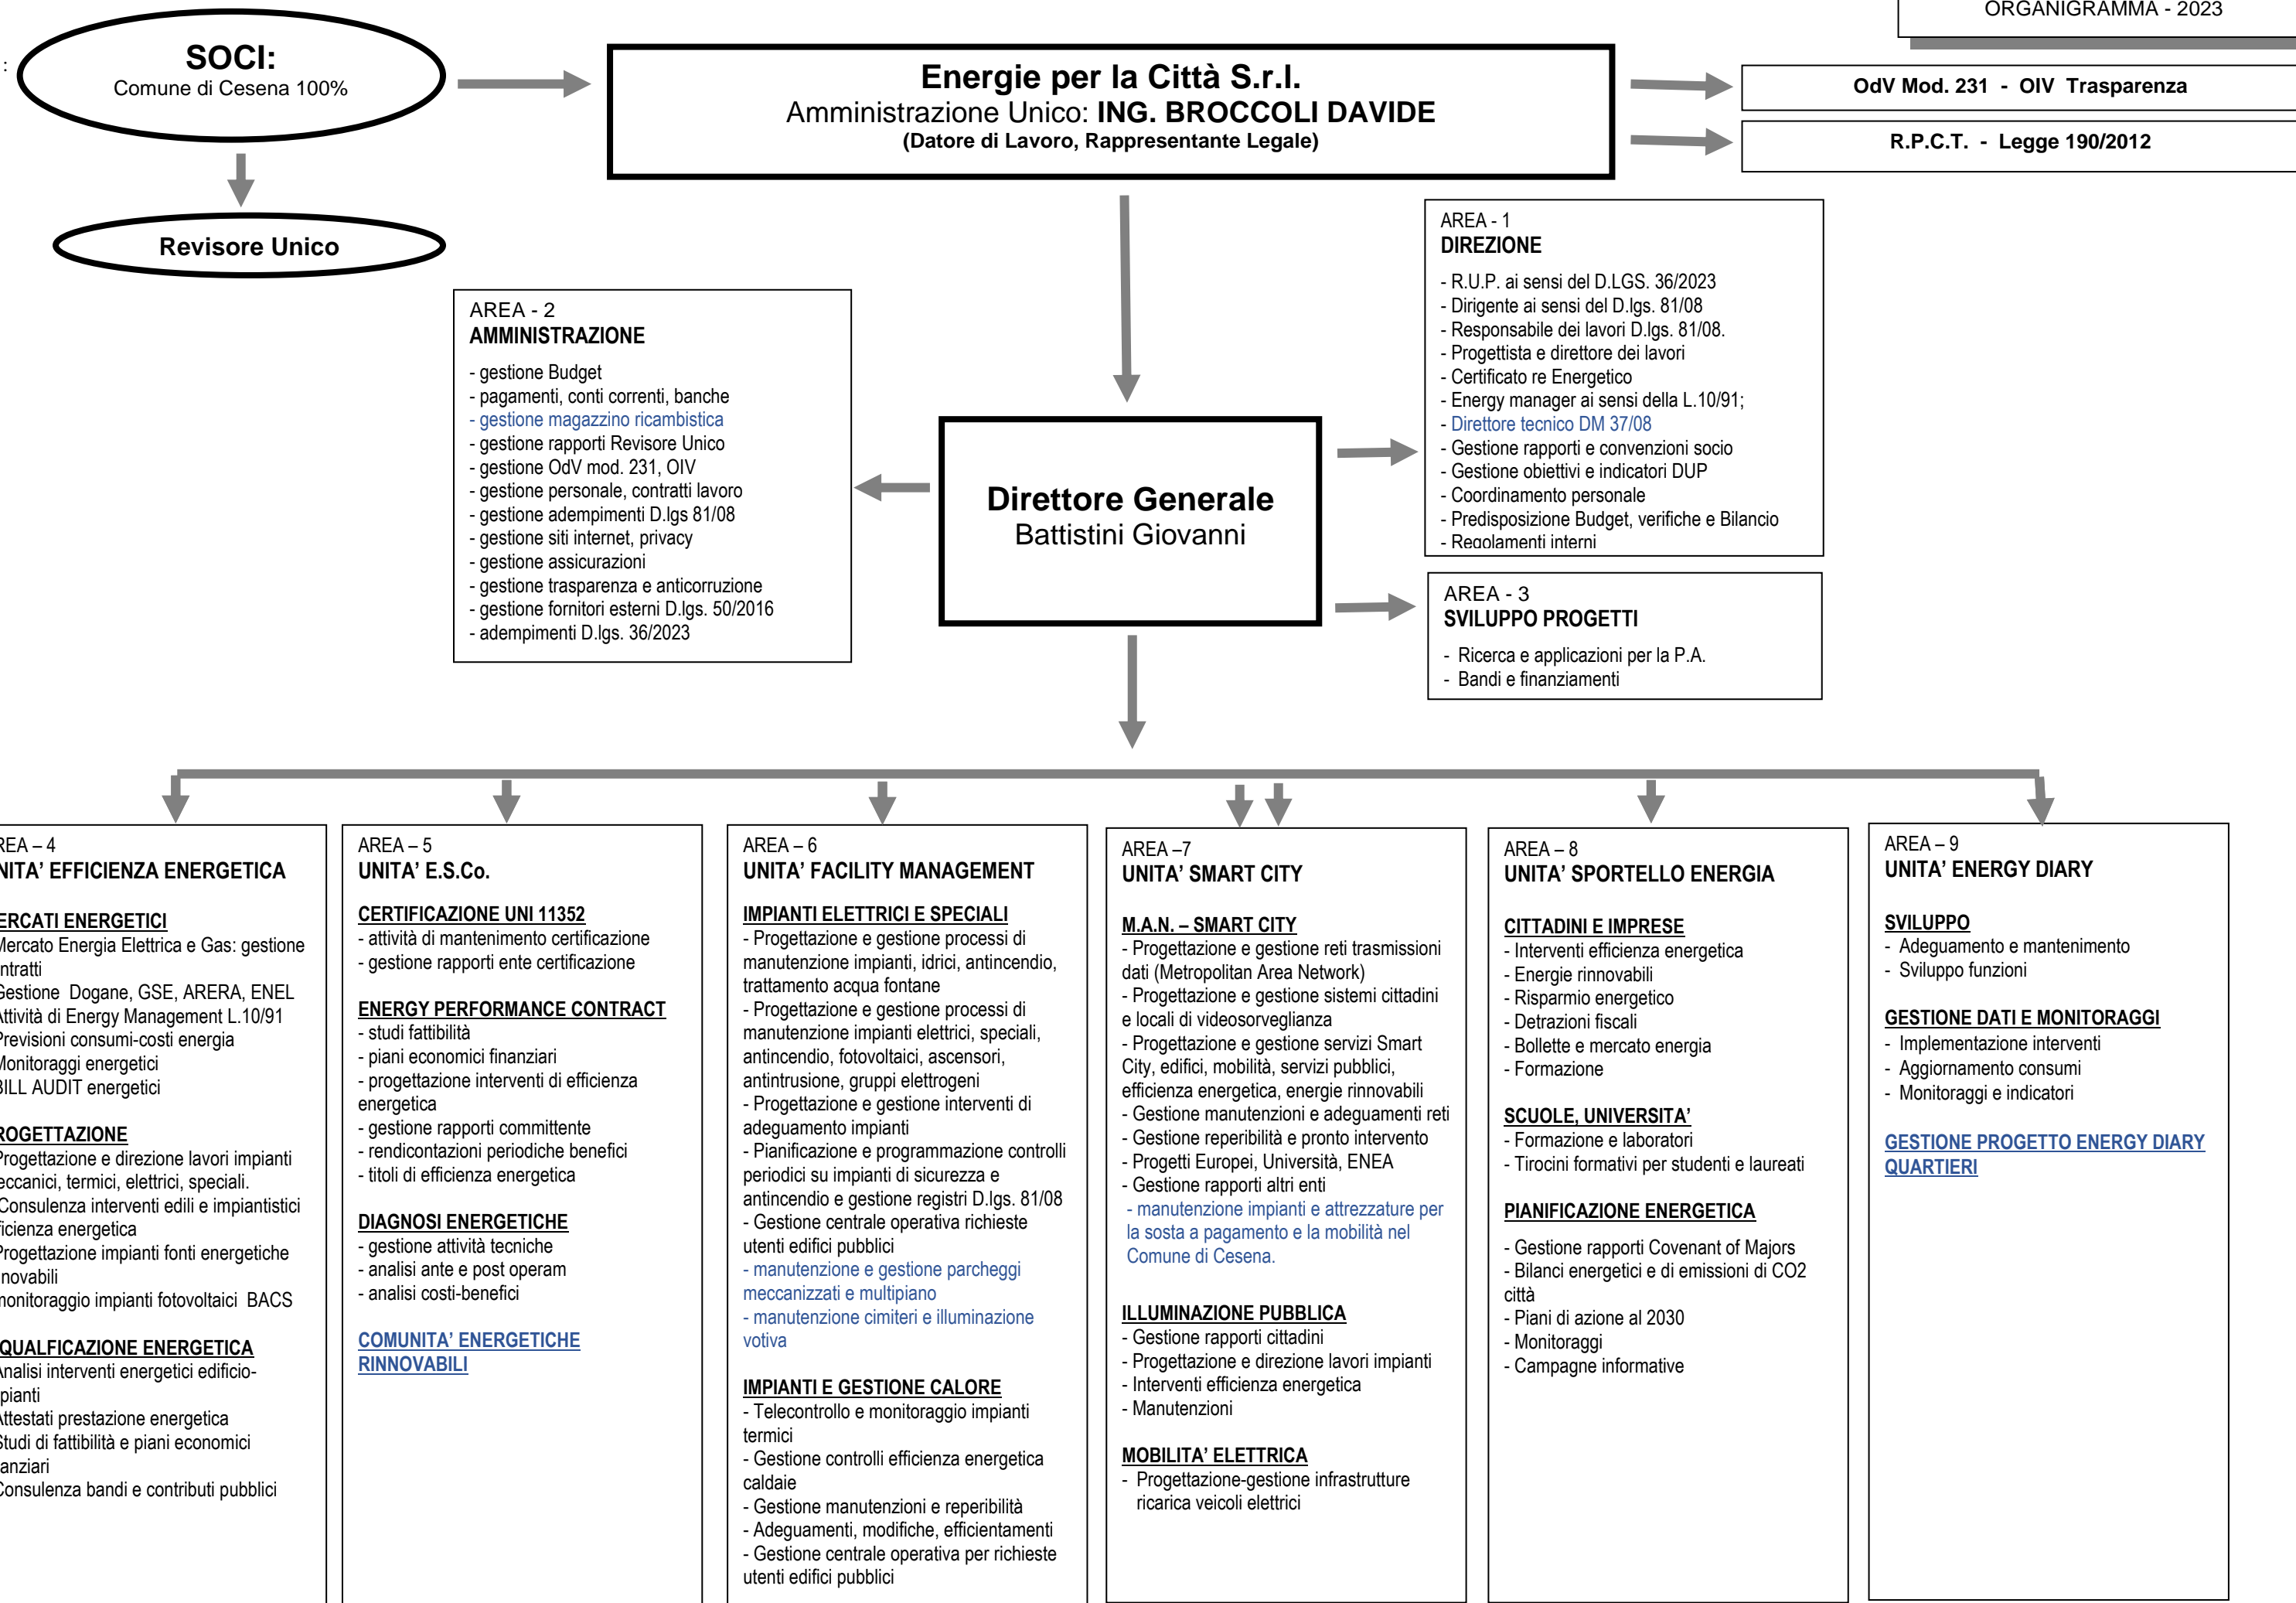 ORGANIGRAMMA - 2023
:
SOCI:
Comune di Cesena 100%
Energie per la Città S.r.l.
Amministrazione Unico: ING. BROCCOLI DAVIDE
(Datore di Lavoro, Rappresentante Legale)
OdV Mod. 231 - OIV Trasparenza
R.P.C.T. - Legge 190/2012
Revisore Unico
AREA - 1
DIREZIONE
- R.U.P. ai sensi del D.LGS. 36/2023
- Dirigente ai sensi del D.lgs. 81/08
- Responsabile dei lavori D.lgs. 81/08.
- Progettista e direttore dei lavori
- Certificato re Energetico
- Energy manager ai sensi della L.10/91;
- Direttore tecnico DM 37/08
- Gestione rapporti e convenzioni socio
- Gestione obiettivi e indicatori DUP
- Coordinamento personale
- Predisposizione Budget, verifiche e Bilancio
- Regolamenti interni
AREA - 2
AMMINISTRAZIONE
- gestione Budget
- pagamenti, conti correnti, banche
- gestione magazzino ricambistica
- gestione rapporti Revisore Unico
- gestione OdV mod. 231, OIV
- gestione personale, contratti lavoro
- gestione adempimenti D.lgs 81/08
- gestione siti internet, privacy
- gestione assicurazioni
- gestione trasparenza e anticorruzione
- gestione fornitori esterni D.lgs. 50/2016
- adempimenti D.lgs. 36/2023
Direttore Generale
Battistini Giovanni
AREA - 3
SVILUPPO PROGETTI
- Ricerca e applicazioni per la P.A.
- Bandi e finanziamenti
REA – 4
NITA’ EFFICIENZA ENERGETICA
ERCATI ENERGETICI
Mercato Energia Elettrica e Gas: gestione
ntratti
Gestione Dogane, GSE, ARERA, ENEL
Attività di Energy Management L.10/91
Previsioni consumi-costi energia
Monitoraggi energetici
BILL AUDIT energetici
ROGETTAZIONE
Progettazione e direzione lavori impianti
eccanici, termici, elettrici, speciali.
Consulenza interventi edili e impiantistici
ficienza energetica
Progettazione impianti fonti energetiche
novabili
monitoraggio impianti fotovoltaici BACS
QUALFICAZIONE ENERGETICA
Analisi interventi energetici edificio-
pianti
Attestati prestazione energetica
Studi di fattibilità e piani economici
anziari
Consulenza bandi e contributi pubblici
AREA – 5
UNITA’ E.S.Co.
CERTIFICAZIONE UNI 11352
- attività di mantenimento certificazione
- gestione rapporti ente certificazione
ENERGY PERFORMANCE CONTRACT
- studi fattibilità
- piani economici finanziari
- progettazione interventi di efficienza
energetica
- gestione rapporti committente
- rendicontazioni periodiche benefici
- titoli di efficienza energetica
DIAGNOSI ENERGETICHE
- gestione attività tecniche
- analisi ante e post operam
- analisi costi-benefici
COMUNITA’ ENERGETICHE
RINNOVABILI
AREA – 6
UNITA’ FACILITY MANAGEMENT
IMPIANTI ELETTRICI E SPECIALI
- Progettazione e gestione processi di
manutenzione impianti, idrici, antincendio,
trattamento acqua fontane
- Progettazione e gestione processi di
manutenzione impianti elettrici, speciali,
antincendio, fotovoltaici, ascensori,
antintrusione, gruppi elettrogeni
- Progettazione e gestione interventi di
adeguamento impianti
- Pianificazione e programmazione controlli
periodici su impianti di sicurezza e
antincendio e gestione registri D.lgs. 81/08
- Gestione centrale operativa richieste
utenti edifici pubblici
- manutenzione e gestione parcheggi
meccanizzati e multipiano
- manutenzione cimiteri e illuminazione
votiva
IMPIANTI E GESTIONE CALORE
- Telecontrollo e monitoraggio impianti
termici
- Gestione controlli efficienza energetica
caldaie
- Gestione manutenzioni e reperibilità
- Adeguamenti, modifiche, efficientamenti
- Gestione centrale operativa per richieste
utenti edifici pubblici
AREA –7
UNITA’ SMART CITY
M.A.N. – SMART CITY
- Progettazione e gestione reti trasmissioni
dati (Metropolitan Area Network)
- Progettazione e gestione sistemi cittadini
e locali di videosorveglianza
- Progettazione e gestione servizi Smart
City, edifici, mobilità, servizi pubblici,
efficienza energetica, energie rinnovabili
- Gestione manutenzioni e adeguamenti reti
- Gestione reperibilità e pronto intervento
- Progetti Europei, Università, ENEA
- Gestione rapporti altri enti
- manutenzione impianti e attrezzature per
la sosta a pagamento e la mobilità nel
Comune di Cesena.
ILLUMINAZIONE PUBBLICA
- Gestione rapporti cittadini
- Progettazione e direzione lavori impianti
- Interventi efficienza energetica
- Manutenzioni
MOBILITA’ ELETTRICA
- Progettazione-gestione infrastrutture
ricarica veicoli elettrici
AREA – 8
UNITA’ SPORTELLO ENERGIA
CITTADINI E IMPRESE
- Interventi efficienza energetica
- Energie rinnovabili
- Risparmio energetico
- Detrazioni fiscali
- Bollette e mercato energia
- Formazione
SCUOLE, UNIVERSITA’
- Formazione e laboratori
- Tirocini formativi per studenti e laureati
PIANIFICAZIONE ENERGETICA
- Gestione rapporti Covenant of Majors
- Bilanci energetici e di emissioni di CO2
città
- Piani di azione al 2030
- Monitoraggi
- Campagne informative
AREA – 9
UNITA’ ENERGY DIARY
SVILUPPO
- Adeguamento e mantenimento
- Sviluppo funzioni
GESTIONE DATI E MONITORAGGI
- Implementazione interventi
- Aggiornamento consumi
- Monitoraggi e indicatori
GESTIONE PROGETTO ENERGY DIARY
QUARTIERI